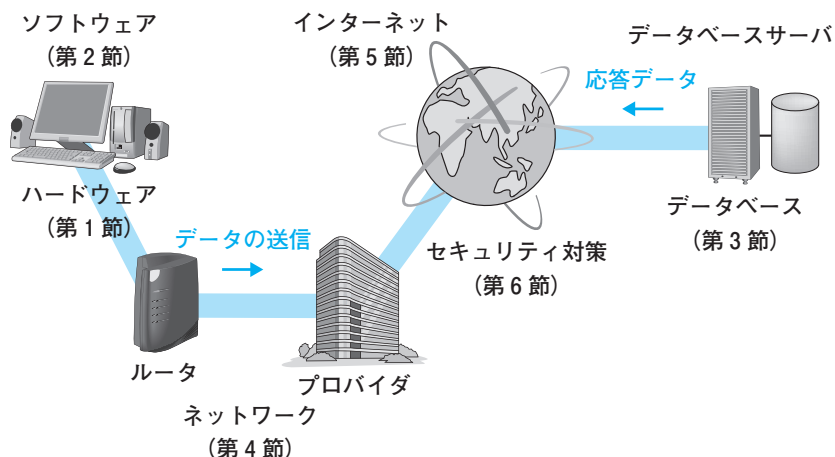 ソフトウェア
(第2節)
インターネット
(第5節)
データベースサーバ
応答データ
ハードウェア
(第1節)
データベース
(第3節)
データの送信
セキュリティ対策
(第6節)
ルータ
プロバイダ
ネットワーク
(第4節)